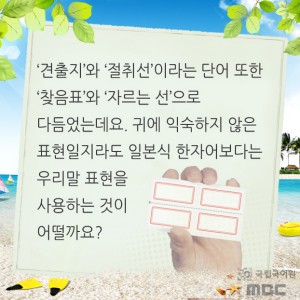 ‘견출지’와 ‘절취선’이라는 단어 또한
‘찾음표’와 ‘자르는 선’으로
다듬었는데요. 귀에 익숙하지 않은
표현일지라도 일본식 한자어보다는
우리말 표현을
사용하는 것이
어떨까요?
국립국어원
MBC